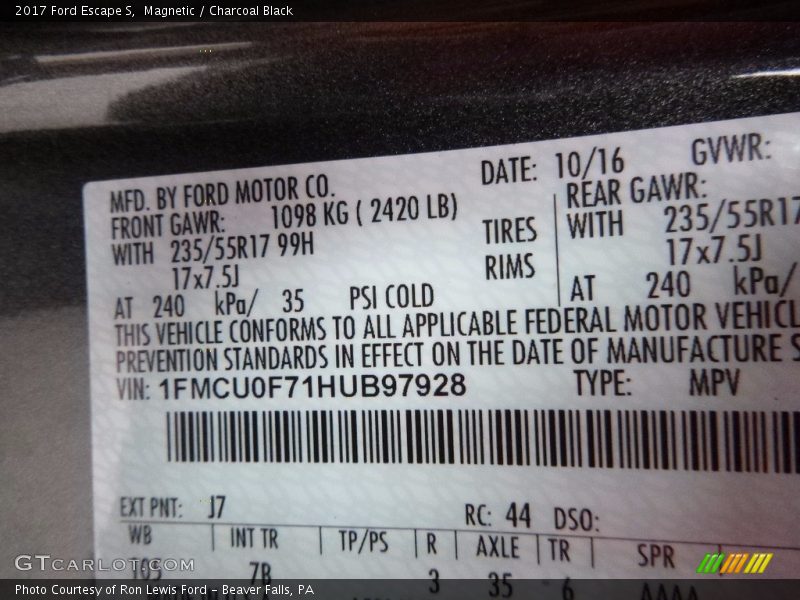 2017 Ford Escape S,  Magnetic / Charcoal Black
MFD. BY FORD MOTOR CO.
DATE: 10/16 GVWR:
FRONT GAWR: 1098 KG ( 2420 LB)
REAR GAWR:
WITH 235/55R17 99H TIRES WITH 235/55R17
17x7.5J RIMS 17x7.5J
AT 240 kPa/ 35 PSI COLD AT 240 kPa/
THIS VEHICLE CONFORMS TO ALL APPLICABLE FEDERAL MOTOR VEHICL
PREVENTION STANDARDS IN EFFECT ON THE DATE OF MANUFACTURE S
VIN: 1FMCU0F71HUB97928 TYPE: MPV
EXT PNT: J7 RC: 44 DSO:
WB INT TR TP/PS R AXLE TR SPR
105 7B 3 35 6 AAAA
GTCARLOT.COM
Photo Courtesy of Ron Lewis Ford – Beaver Falls, PA